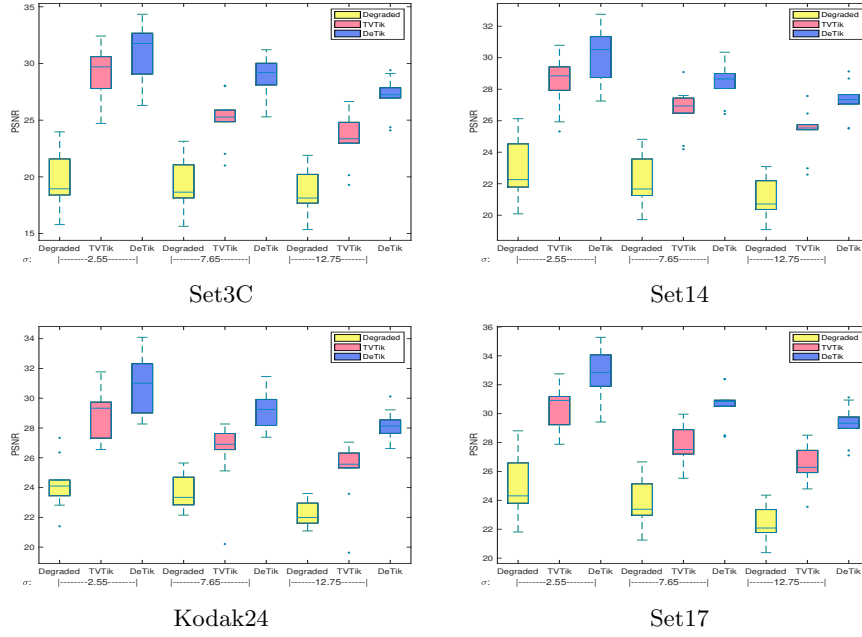 Degraded
TVTik
DeTik
PSNR
35
30
25
20
15
Degraded TVTik DeTik Degraded TVTik DeTik Degraded TVTik DeTik
σ: |--------2.55--------| |-------7.65-------| |-------12.75-------|
Set3C
Degraded
TVTik
DeTik
PSNR
32
30
28
26
24
22
20
Degraded TVTik DeTik Degraded TVTik DeTik Degraded TVTik DeTik
σ: |--------2.55--------| |-------7.65-------| |-------12.75-------|
Set14
Degraded
TVTik
DeTik
PSNR
34
32
30
28
26
24
22
20
Degraded TVTik DeTik Degraded TVTik DeTik Degraded TVTik DeTik
σ: |--------2.55--------| |-------7.65-------| |-------12.75-------|
Kodak24
Degraded
TVTik
DeTik
PSNR
36
34
32
30
28
26
24
22
20
Degraded TVTik DeTik Degraded TVTik DeTik Degraded TVTik DeTik
σ: |--------2.55--------| |-------7.65-------| |-------12.75-------|
Set17